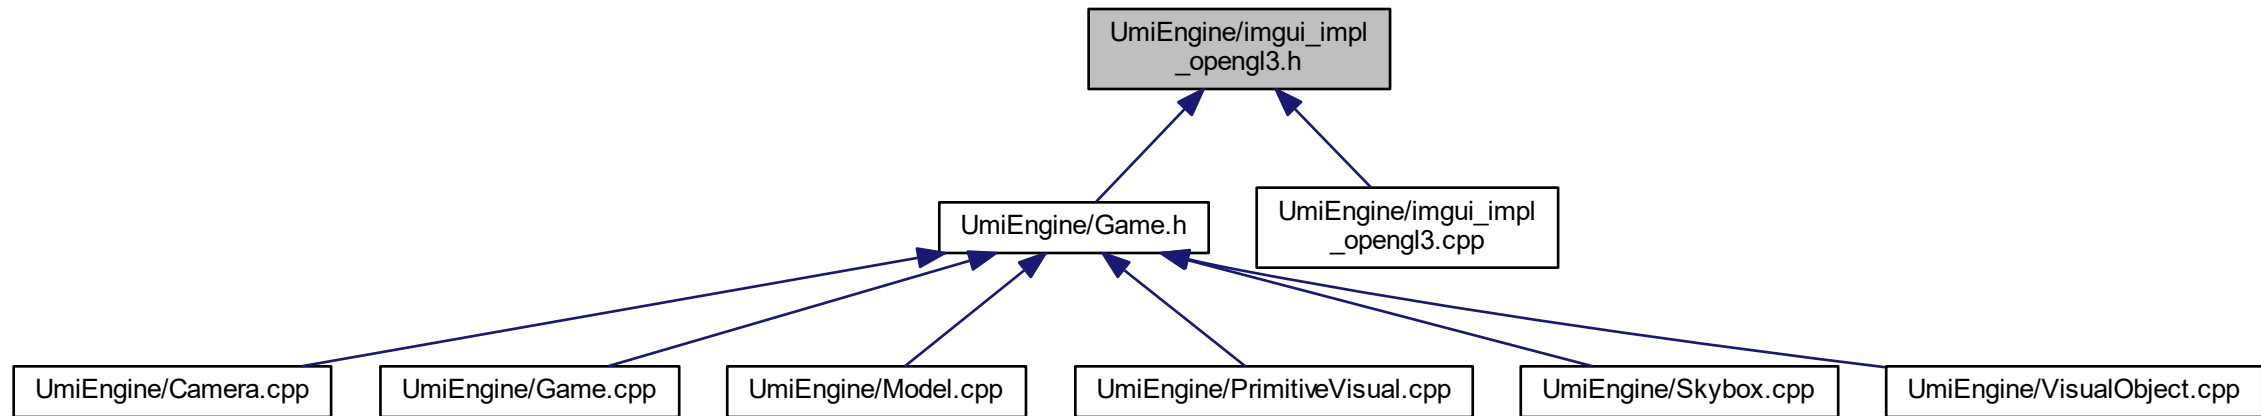 UmiEngine/imgui_impl
_opengl3.h
UmiEngine/Game.h
UmiEngine/imgui_impl
_opengl3.cpp
UmiEngine/Camera.cpp
UmiEngine/Game.cpp
UmiEngine/Model.cpp
UmiEngine/PrimitiveVisual.cpp
UmiEngine/Skybox.cpp
UmiEngine/VisualObject.cpp